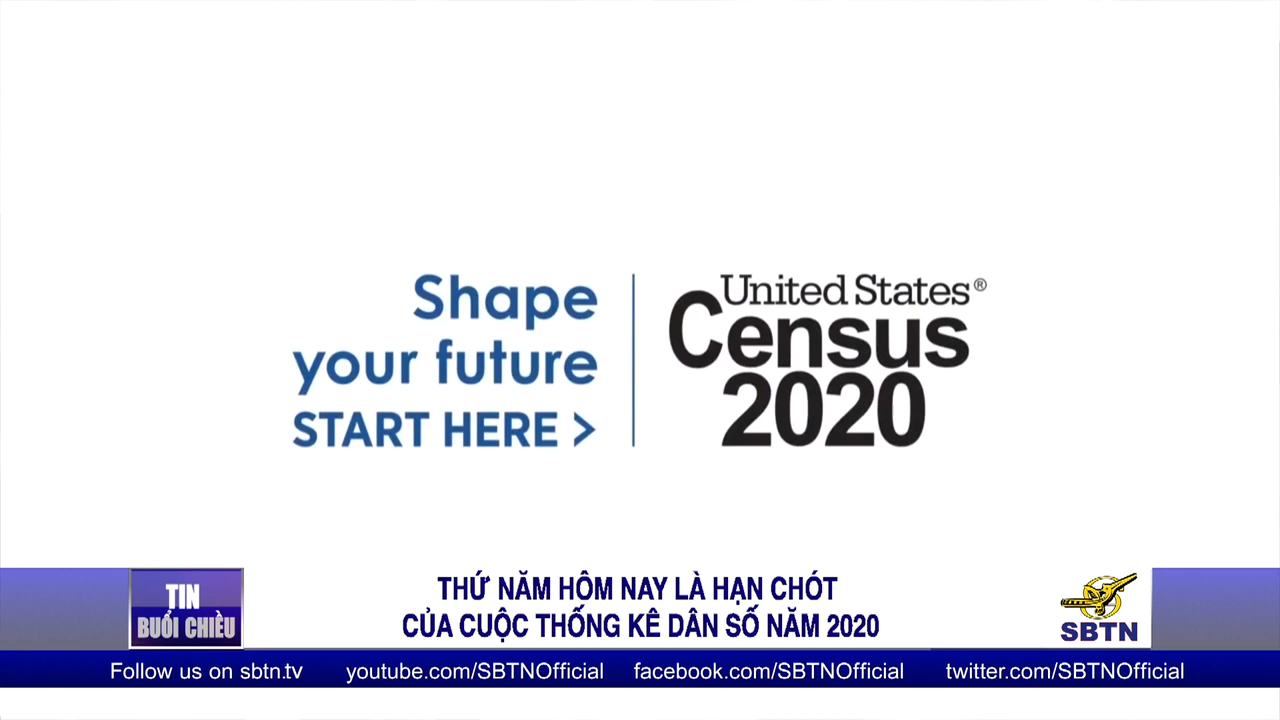 Shape
your future
START HERE >
United States®
Census
2020
TIN
BUỔI CHIỀU
THỨ NĂM HÔM NAY LÀ HẠN CHÓT
CỦA CUỘC THỐNG KÊ DÂN SỐ NĂM 2020
SBTN
Follow us on sbtn.tv youtube.com/SBTNOfficial facebook.com/SBTNOfficial twitter.com/SBTNOfficial